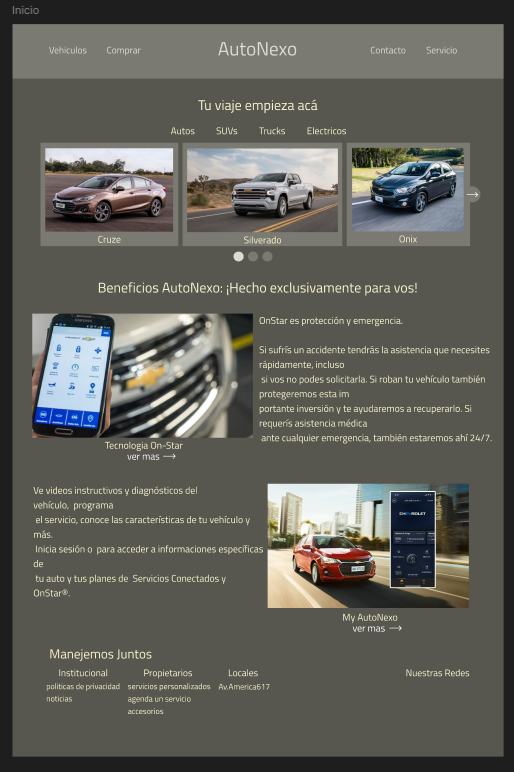 Inicio
Vehiculos Comprar AutoNexo Contacto Servicio
Tu viaje empieza acá
Autos SUVs Trucks Electricos
Cruze Silverado Onix
Beneficios AutoNexo: ¡Hecho exclusivamente para vos!
OnStar es protección y emergencia.
Si sufrís un accidente tendrás la asistencia que necesites
rápidamente, incluso
si vos no podes solicitarla. Si roban tu vehículo también
protegeremos esta im
portante inversión y te ayudaremos a recuperarlo. Si
requerís asistencia médica
ante cualquier emergencia, también estaremos ahí 24/7.
Tecnologia On-Star
ver mas
Ve videos instructivos y diagnósticos del
vehículo, programa
el servicio, conoce las características de tu vehículo y
más.
Inicia sesión o para acceder a informaciones específicas
de
tu auto y tus planes de Servicios Conectados y
OnStar®.
CHEVROLET
My AutoNexo
ver mas
Manejemos Juntos
Institucional Propietarios Locales Nuestras Redes
politicas de privacidad servicios personalizados Av.America617
noticias agenda un servicio
accesorios